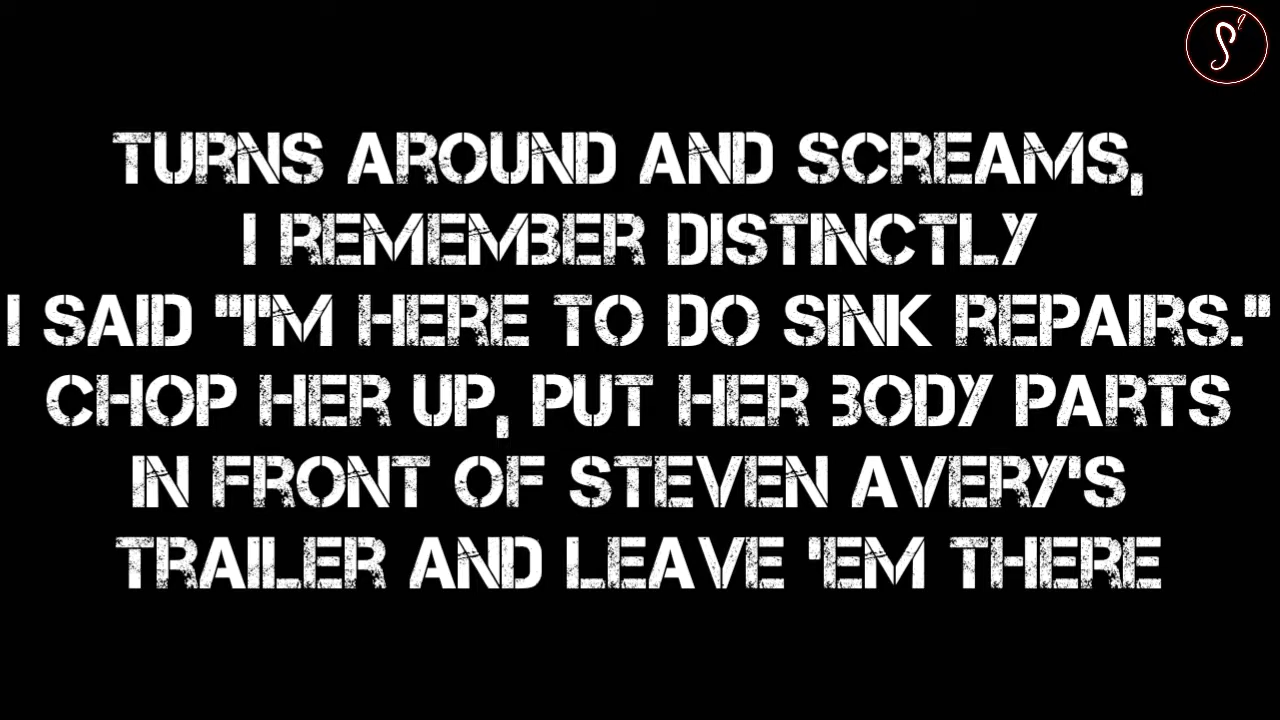 TURNS AROUND AND SCREAMS,
I REMEMBER DISTINCTLY
I SAID "I'M HERE TO DO SINK REPAIRS."
CHOP HER UP, PUT HER BODY PARTS
IN FRONT OF STEVEN AVERY'S
TRAILER AND LEAVE 'EM THERE